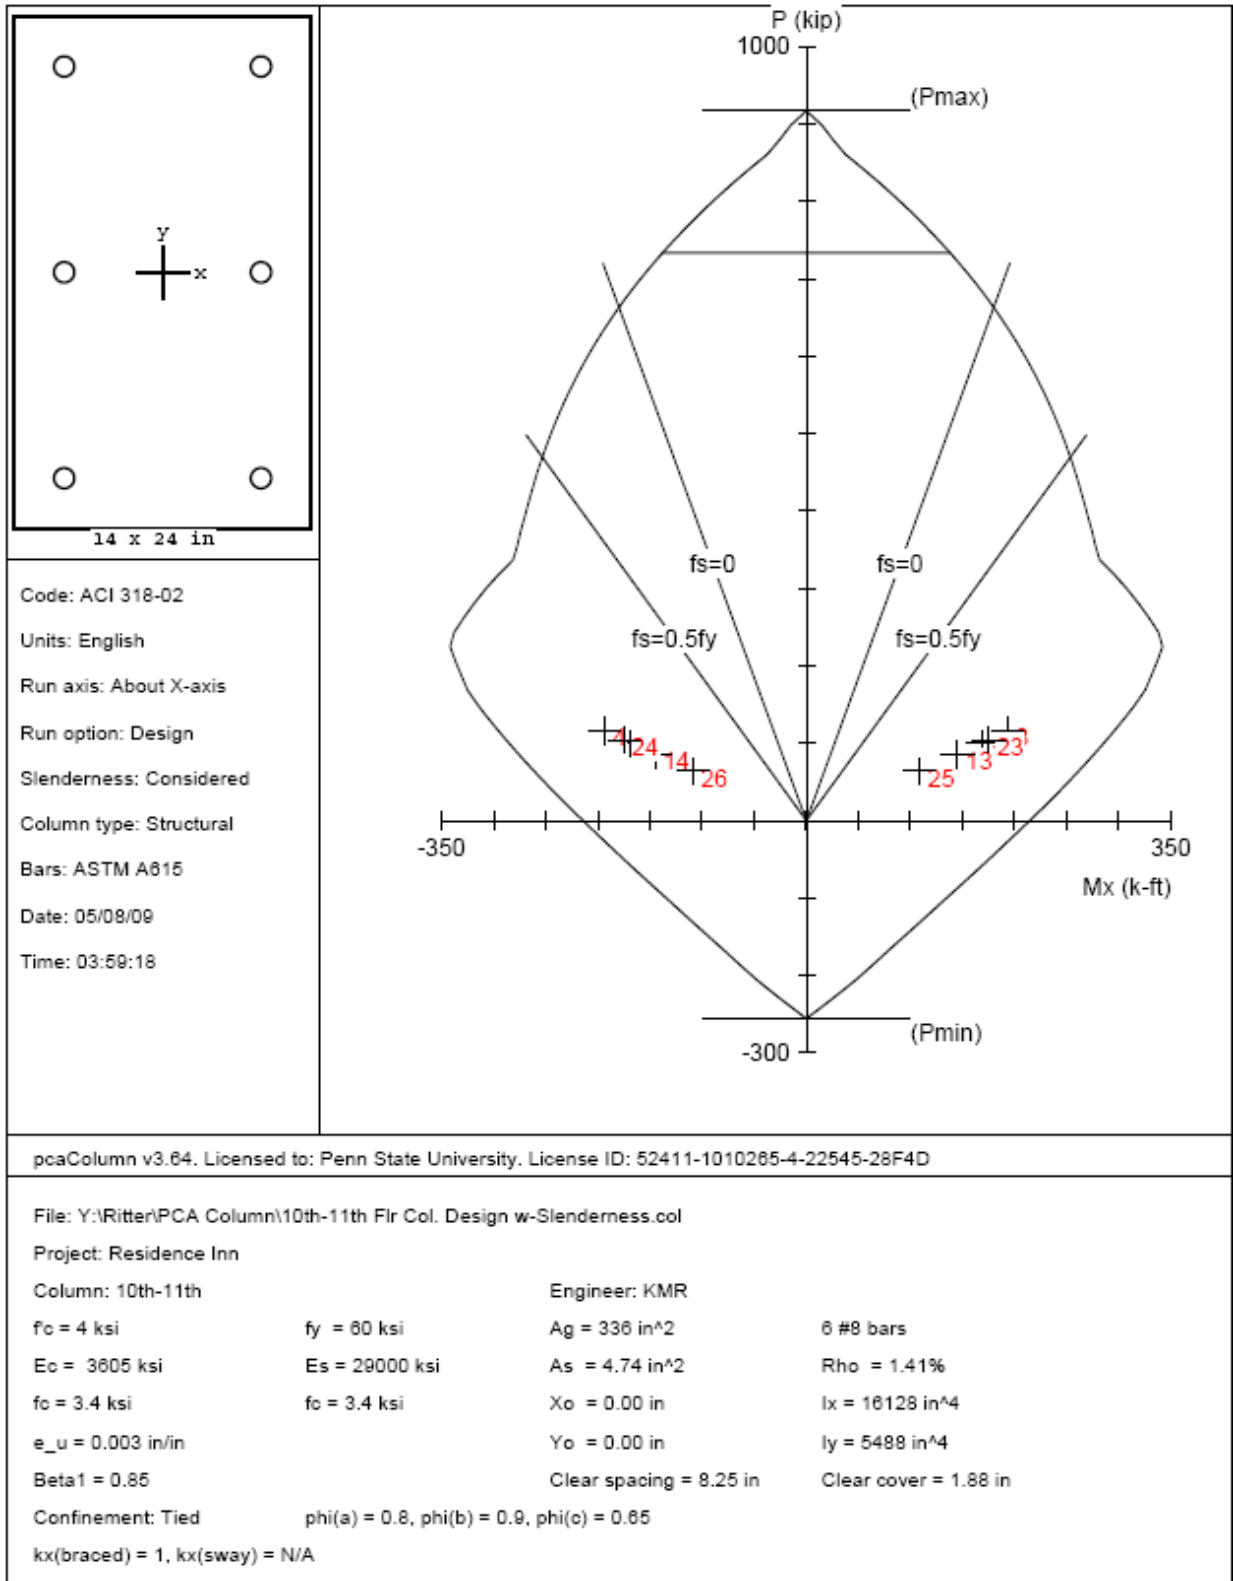 y
x
14 x 24 in
Code: ACI 318-02
Units: English
Run axis: About X-axis
Run option: Design
Slenderness: Considered
Column type: Structural
Bars: ASTM A615
Date: 05/08/09
Time: 03:59:18
P (kip)
1000
(Pmax)
fs=0
fs=0
fs=0.5fy
fs=0.5fy
24
14
26
23
13
25
-350
350
Mx (k-ft)
-300
(Pmin)
pcaColumn v3.64. Licensed to: Penn State University. License ID: 52411-1010265-4-22545-28F4D
File: Y:\Ritter\PCA Column\10th-11th Flr Col. Design w-Slenderness.col
Project: Residence Inn
Column: 10th-11th Engineer: KMR
f'c = 4 ksi fy = 60 ksi Ag = 336 in^2 6 #8 bars
Ec = 3605 ksi Es = 29000 ksi As = 4.74 in^2 Rho = 1.41%
fc = 3.4 ksi fc = 3.4 ksi Xo = 0.00 in Ix = 16128 in^4
e_u = 0.003 in/in Yo = 0.00 in Iy = 5488 in^4
Beta1 = 0.85 Clear spacing = 8.25 in Clear cover = 1.88 in
Confinement: Tied phi(a) = 0.8, phi(b) = 0.9, phi(c) = 0.65
kx(braced) = 1, kx(sway) = N/A